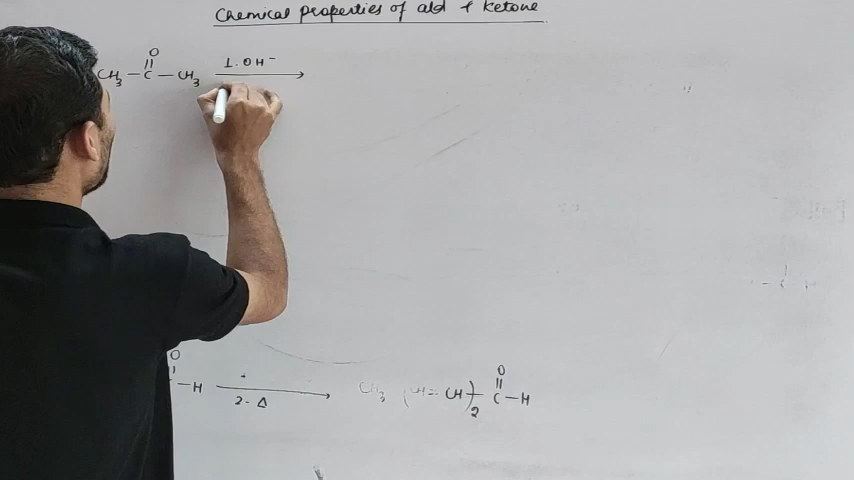 Chemical properties of ald & ketone
O
CH3 – C – CH3 1. OH⁻ →
O O
– H 2- Δ → CH3 (CH = CH)2 – C – H